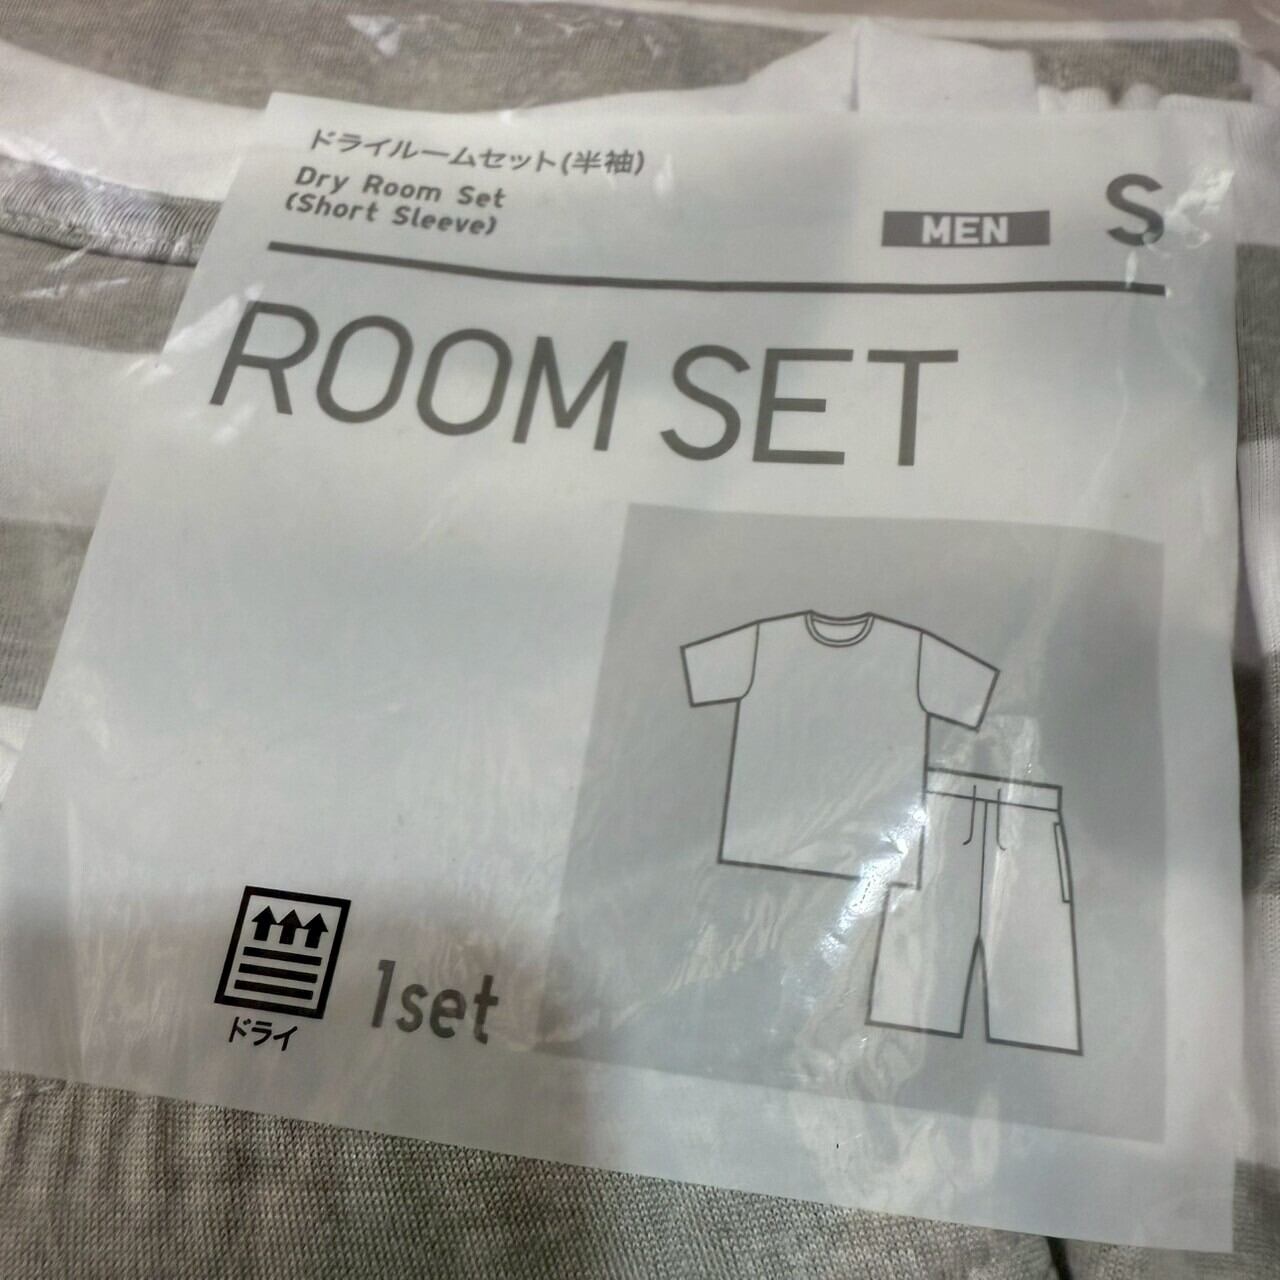 ドライルームセット(半袖)
Dry Room Set
(Short Sleeve)
MEN S
ROOM SET
ドライ
1set